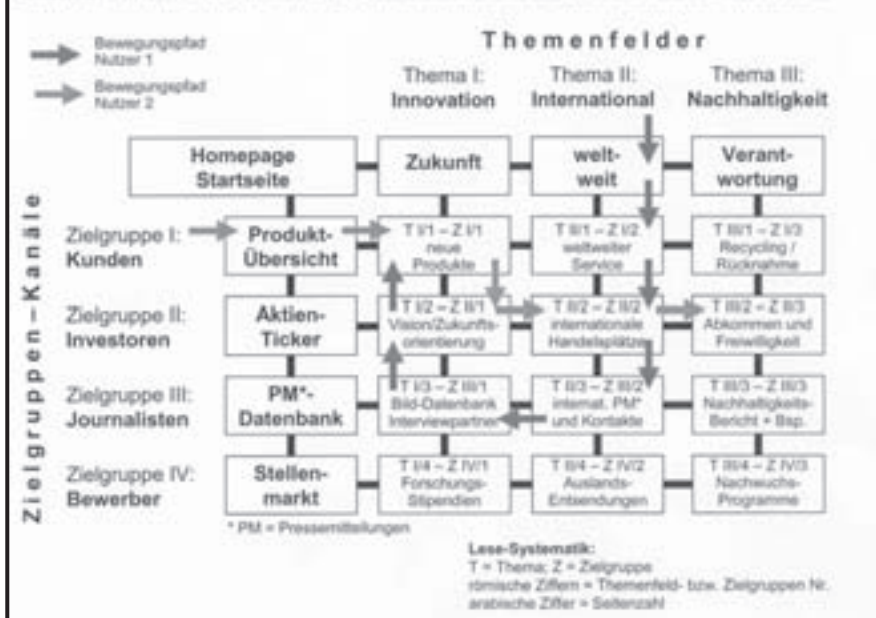 Bewegungspfad
Nutzer 1
Bewegungspfad
Nutzer 2
Themenfelder
Thema I:
Innovation
Thema II:
International
Thema III:
Nachhaltigkeit
Zielgruppen–Kanäle
Homepage
Startseite
Zukunft
welt-
weit
Verant-
wortung
Zielgruppe I:
Kunden
Produkt-
Übersicht
T I/1 – Z I/1
neue
Produkte
T II/1 – Z I/2
weltweiter
Service
T III/1 – Z I/3
Recycling /
Rücknahme
Zielgruppe II:
Investoren
Aktien-
Ticker
T I/2 – Z II/1
Vision/Zukunfts-
orientierung
T II/2 – Z II/2
internationale
Handelsplätze
T III/2 – Z II/3
Abkommen und
Freiwilligkeit
Zielgruppe III:
Journalisten
PM*-
Datenbank
T I/3 – Z III/1
Bild-Datenbank
Interviewpartner
T II/3 – Z III/2
internat. PM*
und Kontakte
T III/3 – Z III/3
Nachhaltigkeits-
Bericht + Bsp.
Zielgruppe IV:
Bewerber
Stellen-
markt
T I/4 – Z IV/1
Forschungs-
Stipendien
T II/4 – Z IV/2
Auslands-
Entsendungen
T III/4 – Z IV/3
Nachwuchs-
Programme
* PM = Pressemitteilungen
Lese-Systematik:
T = Thema; Z = Zielgruppe
römische Ziffern = Themenfeld- bzw. Zielgruppen Nr.
arabische Ziffer = Seitenzahl